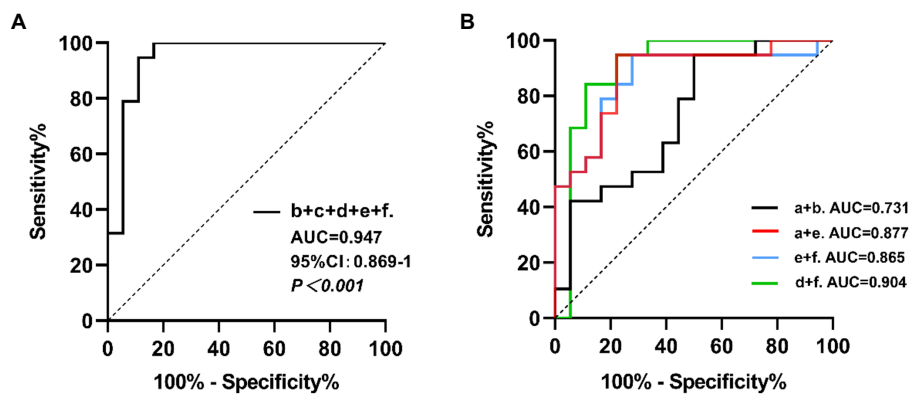 A
Sensitivity%
100
80
60
40
20
0
b+c+d+e+f.
AUC=0.947
95%CI:0.869-1
P<0.001
0 20 40 60 80 100
100% - Specificity%
B
Sensitivity%
100
80
60
40
20
0
a+b. AUC=0.731
a+e. AUC=0.877
e+f. AUC=0.865
d+f. AUC=0.904
0 20 40 60 80 100
100% - Specificity%